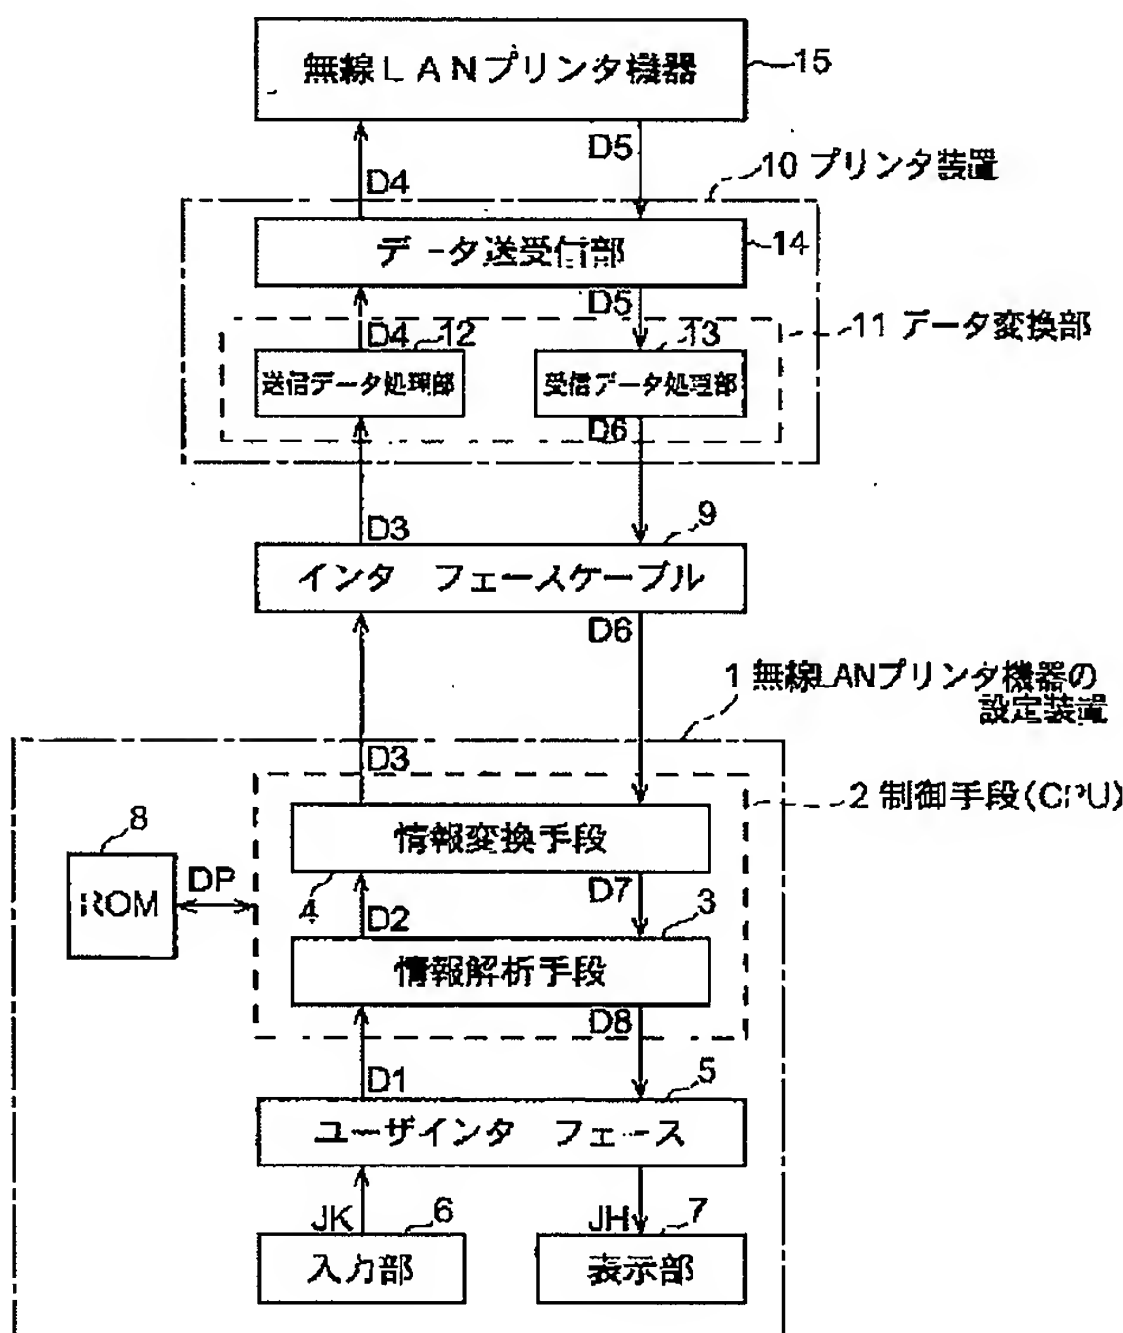 無線LANプリンタ機器
15
D4
D5
10 プリンタ装置
データ送受信部
14
D5
11 データ変換部
D4
12
13
送信データ処理部
受信データ処理部
D6
D3
9
インターフェースケーブル
D6
1 無線LANプリンタ機器の
設定装置
D3
2 制御手段(CPU)
8
ROM
DP
情報変換手段
4
D2
D7
3
情報解析手段
D8
D1
5
ユーザインターフェース
JK
6
JH
7
入力部
表示部